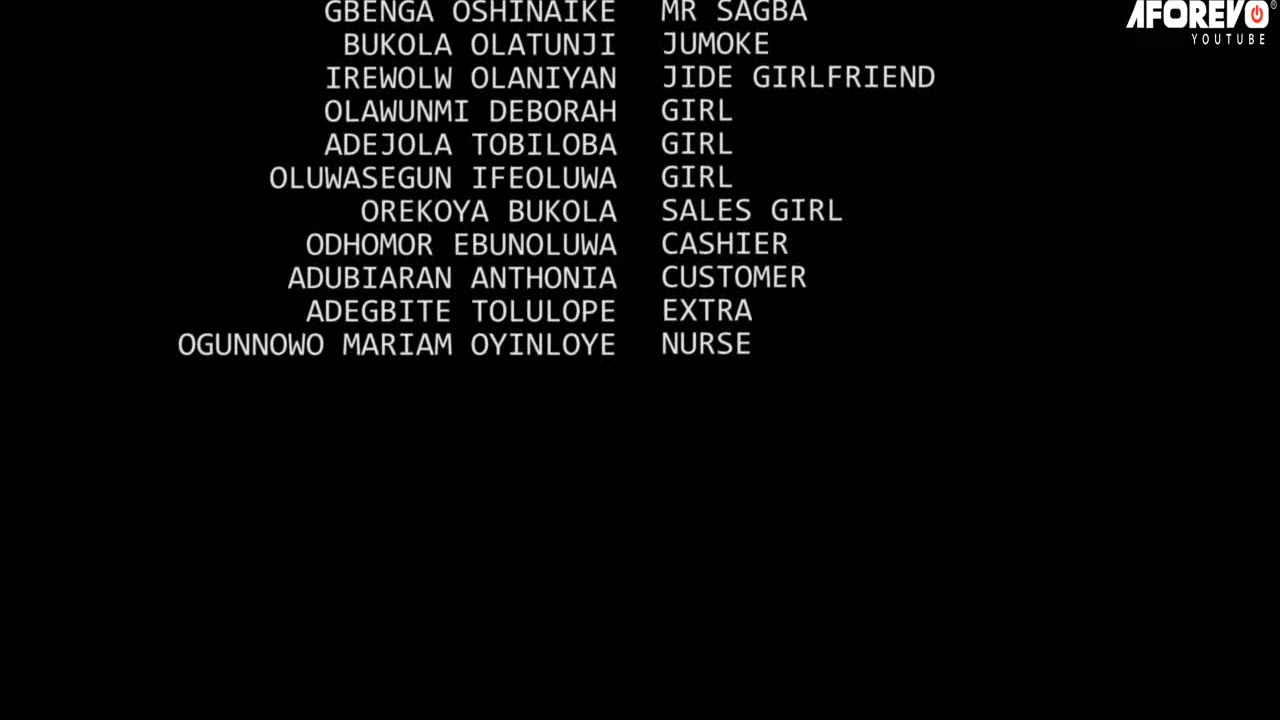 GBENGA OSHINAIKE MR SAGBA
BUKOLA OLATUNJI JUMOKE
IREWOLW OLANIYAN JIDE GIRLFRIEND
OLAWUNMI DEBORAH GIRL
ADEJOLA TOBILOBA GIRL
OLUWASEGUN IFEOLUWA GIRL
OREKOYA BUKOLA SALES GIRL
ODHOMOR EBUNOLUWA CASHIER
ADUBIARAN ANTHONIA CUSTOMER
ADEGBITE TOLULOPE EXTRA
OGUNNOWO MARIAM OYINLOYE NURSE
AFOREVO®
YOUTUBE